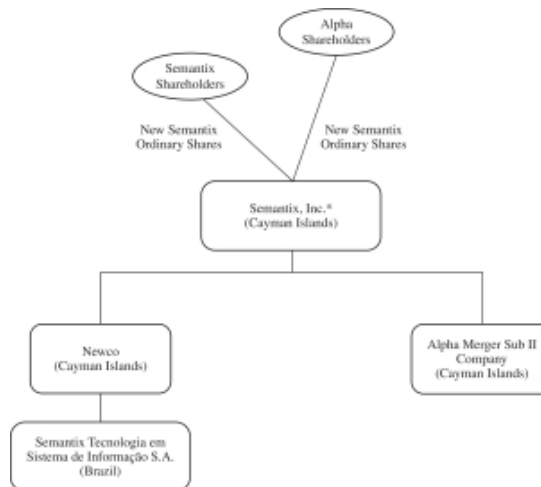 Alpha
Shareholders
Semantix
Shareholders
New Semantix
Ordinary Shares
New Semantix
Ordinary Shares
Semantix, Inc.*
(Cayman Islands)
Newco
(Cayman Islands)
Alpha Merger Sub II
Company
(Cayman Islands)
Semantix Tecnologia em
Sistema de Informação S.A.
(Brazil)